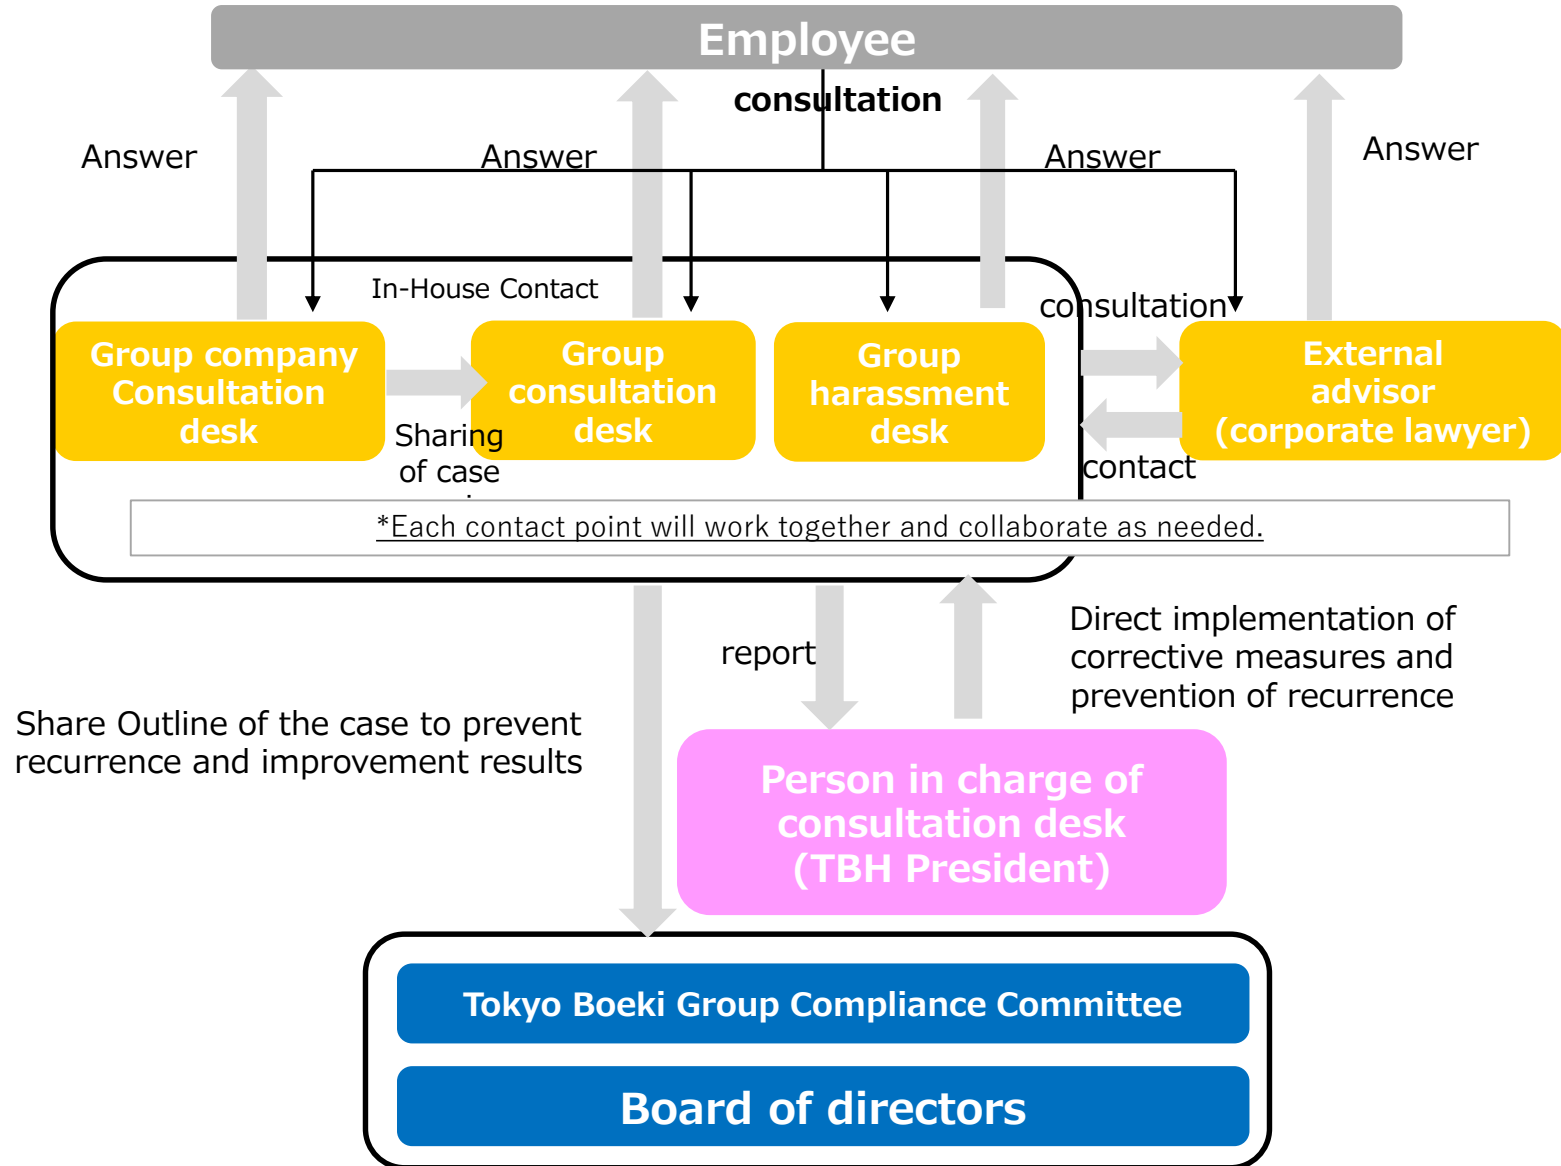 Employee
consultation
Answer
Answer
Answer
Answer
In-House Contact
consultation
Group company
Consultation
desk
Group
consultation
desk
Group
harassment
desk
External
advisor
(corporate lawyer)
Sharing
of case
contact
*Each contact point will work together and collaborate as needed.
report
Direct implementation of
corrective measures and
prevention of recurrence
Share Outline of the case to prevent
recurrence and improvement results
Person in charge of
consultation desk
(TBH President)
Tokyo Boeki Group Compliance Committee
Board of directors